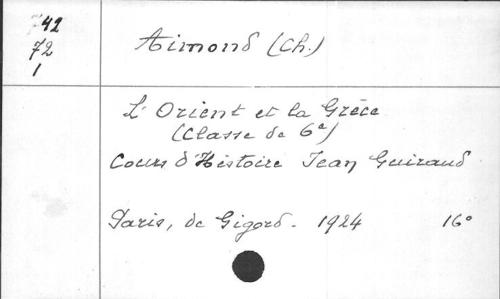 42
72
1
Aimond (Ch.)
L'Orient et la Grèce
(Classe de 6e)
Cours d'Histoire Jean Guiraud
Paris, de Gigord. 1924 16°